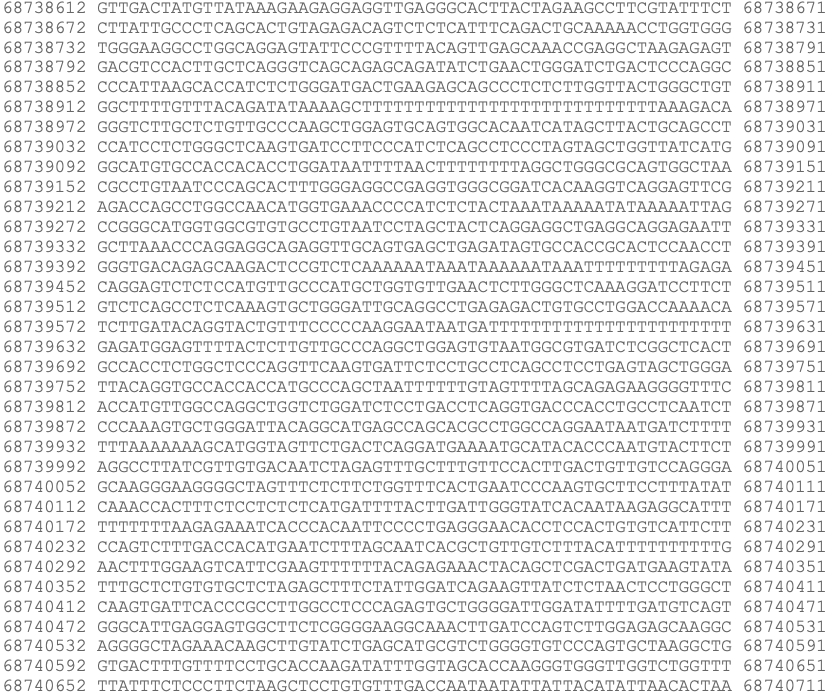 68738612 GTTGACTATGTTATAAAGAAGAGGAGGTTGAGGGCACTTACTAGAAGCCTTCGTATTTCT 68738671
68738672 CTTATTGCCCTCAGCACTGTAGAGACAGTCTCTCATTTCAGACTGCAAAAACCTGGTGGG 68738731
68738732 TGGGAAGGCCTGGCAGGAGTATTCCCGTTTTACAGTTGAGCAAACCGAGGCTAAGAGAGT 68738791
68738792 GACGTCCACTTGCTCAGGGTCAGCAGAGCAGATATCTGAACTGGGATCTGACTCCCAGGC 68738851
68738852 CCCATTAAGCACCATCTCTGGGATGACTGAAGAGCAGCCCTCTCTTGGTTACTGGGCTGT 68738911
68738912 GGCTTTTGTTTACAGATATAAAAGCTTTTTTTTTTTTTTTTTTTTTTTTTTTTAAAGACA 68738971
68738972 GGGTCTTGCTCTGTTGCCCAAGCTGGAGTGCAGTGGCACAATCATAGCTTACTGCAGCCT 68739031
68739032 CCATCCTCTGGGCTCAAGTGATCCTTCCCATCTCAGCCTCCCTAGTAGCTGGTTATCATG 68739091
68739092 GGCATGTGCCACCACACCTGGATAATTTTAACTTTTTTTTAGGCTGGGCGCAGTGGCTAA 68739151
68739152 CGCCTGTAATCCCAGCACTTTGGGAGGCCGAGGTGGGCGGATCACAAGGTCAGGAGTTCG 68739211
68739212 AGACCAGCCTGGCCAACATGGTGAAACCCCATCTCTACTAAATAAAAATATAAAAATTAG 68739271
68739272 CCGGGCATGGTGGCGTGTGCCTGTAATCCTAGCTACTCAGGAGGCTGAGGCAGGAGAATT 68739331
68739332 GCTTAAACCCAGGAGGCAGAGGTTGCAGTGAGCTGAGATAGTGCCACCGCACTCCAACCT 68739391
68739392 GGGTGACAGAGCAAGACTCCGTCTCAAAAAATAAATAAAAAATAAATTTTTTTTTAGAGA 68739451
68739452 CAGGAGTCTCTCCATGTTGCCCATGCTGGTGTTGAACTCTTGGGCTCAAAGGATCCTTCT 68739511
68739512 GTCTCAGCCTCTCAAAGTGCTGGGATTGCAGGCCTGAGAGACTGTGCCTGGACCAAAACA 68739571
68739572 TCTTGATACAGGTACTGTTTCCCCCAAGGAATAATGATTTTTTTTTTTTTTTTTTTTTTT 68739631
68739632 GAGATGGAGTTTTACTCTTGTTGCCCAGGCTGGAGTGTAATGGCGTGATCTCGGCTCACT 68739691
68739692 GCCACCTCTGGCTCCCAGGTTCAAGTGATTCTCCTGCCTCAGCCTCCTGAGTAGCTGGGA 68739751
68739752 TTACAGGTGCCACCACCATGCCCAGCTAATTTTTTGTAGTTTTAGCAGAGAAGGGGTTTC 68739811
68739812 ACCATGTTGGCCAGGCTGGTCTGGATCTCCTGACCTCAGGTGACCCACCTGCCTCAATCT 68739871
68739872 CCCAAAGTGCTGGGATTACAGGCATGAGCCAGCACGCCTGGCCAGGAATAATGATCTTTT 68739931
68739932 TTTAAAAAAAGCATGGTAGTTCTGACTCAGGATGAAAATGCATACACCCAATGTACTTCT 68739991
68739992 AGGCCTTATCGTTGTGACAATCTAGAGTTTGCTTTGTTCCACTTGACTGTTGTCCAGGGA 68740051
68740052 GCAAGGGAAGGGGCTAGTTTCTCTTCTGGTTTCACTGAATCCCAAGTGCTTCCTTTATAT 68740111
68740112 CAAACCACTTTCTCCTCTCTCATGATTTTACTTGATTGGGTATCACAATAAGAGGCATTT 68740171
68740172 TTTTTTTAAGAGAAATCACCCACAATTCCCCTGAGGGAACACCTCCACTGTGTCATTCTT 68740231
68740232 CCAGTCTTTGACCACATGAATCTTTAGCAATCACGCTGTTGTCTTTACATTTTTTTTTTG 68740291
68740292 AACTTTGGAAGTCATTCGAAGTTTTTTACAGAGAAACTACAGCTCGACTGATGAAGTATA 68740351
68740352 TTTGCTCTGTGTGCTCTAGAGCTTTCTATTGGATCAGAAGTTATCTCTAACTCCTGGGCT 68740411
68740412 CAAGTGATTCACCCGCCTTGGCCTCCCAGAGTGCTGGGGATTGGATATTTTGATGTCAGT 68740471
68740472 GGGCATTGAGGAGTGGCTTCTCGGGGAAGGCAAACTTGATCCAGTCTTGGAGAGCAAGGC 68740531
68740532 AGGGGCTAGAAACAAGCTTGTATCTGAGCATGCGTCTGGGGTGTCCCAGTGCTAAGGCTG 68740591
68740592 GTGACTTTGTTTTCCTGCACCAAGATATTTGGTAGCACCAAGGGTGGGTTGGTCTGGTTT 68740651
68740652 TTATTTCTCCCTTCTAAGCTCCTGTGTTTGACCAATAATATTATTACATATTAACACTAA 68740711